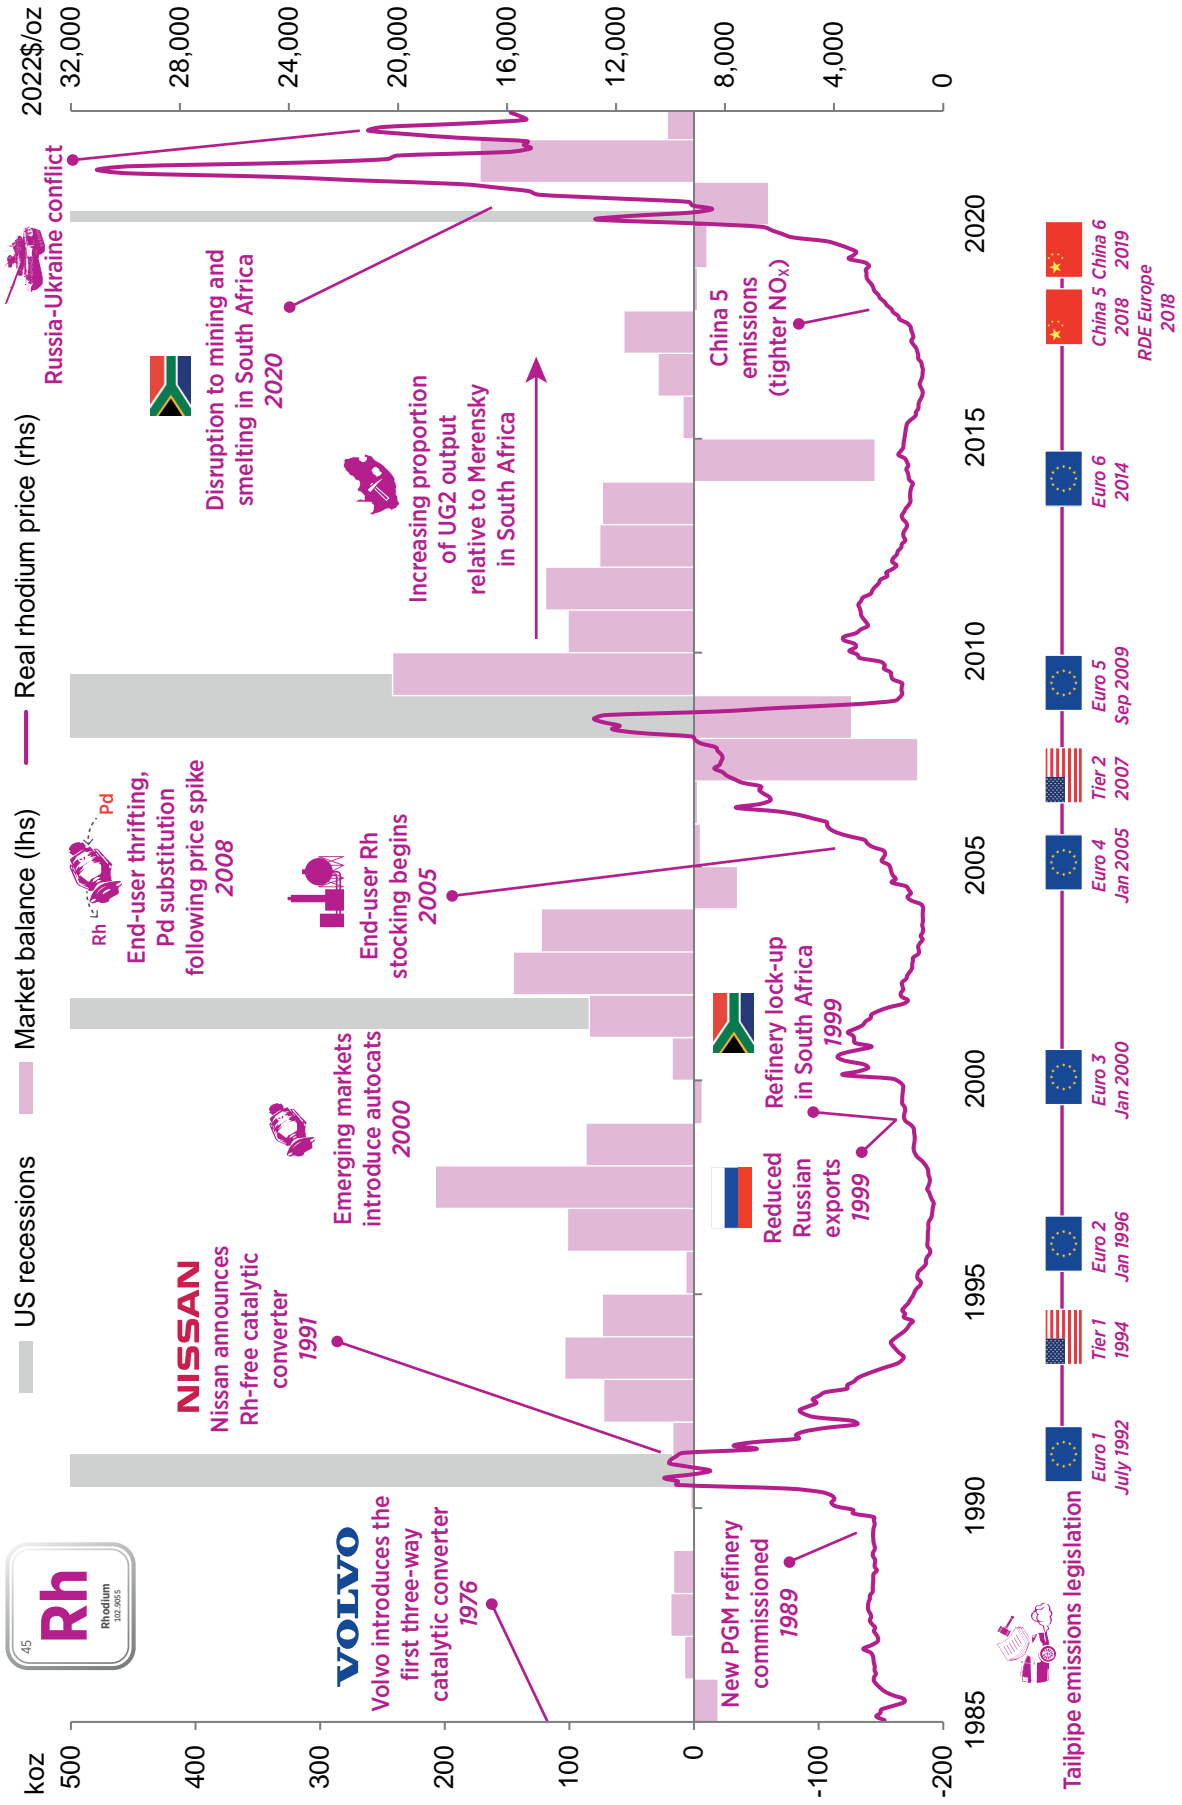 45
Rh
Rhodium
102.9055
US recessions
Market balance (lhs)
Real rhodium price (rhs)
koz
2022$/oz
500
400
300
200
100
0
-100
-200
32,000
28,000
24,000
20,000
16,000
12,000
8,000
4,000
0
1985
1990
1995
2000
2005
2010
2015
2020
VOLVO
Volvo introduces the
first three-way
catalytic converter
1976
New PGM refinery
commissioned
1989
NISSAN
Nissan announces
Rh-free catalytic
converter
1991
Emerging markets
introduce autocats
2000
Reduced
Russian
exports
1999
Refinery lock-up
in South Africa
1999
Rh
Pd
End-user thrifting,
Pd substitution
following price spike
2008
End-user Rh
stocking begins
2005
Increasing proportion
of UG2 output
relative to Merensky
in South Africa
Disruption to mining and
smelting in South Africa
2020
Russia-Ukraine conflict
China 5
emissions
(tighter NOX)
Tailpipe emissions legislation
Euro 1
July 1992
Tier 1
1994
Euro 2
Jan 1996
Euro 3
Jan 2000
Euro 4
Jan 2005
Tier 2
2007
Euro 5
Sep 2009
Euro 6
2014
China 5
2018
RDE Europe
2018
China 6
2019